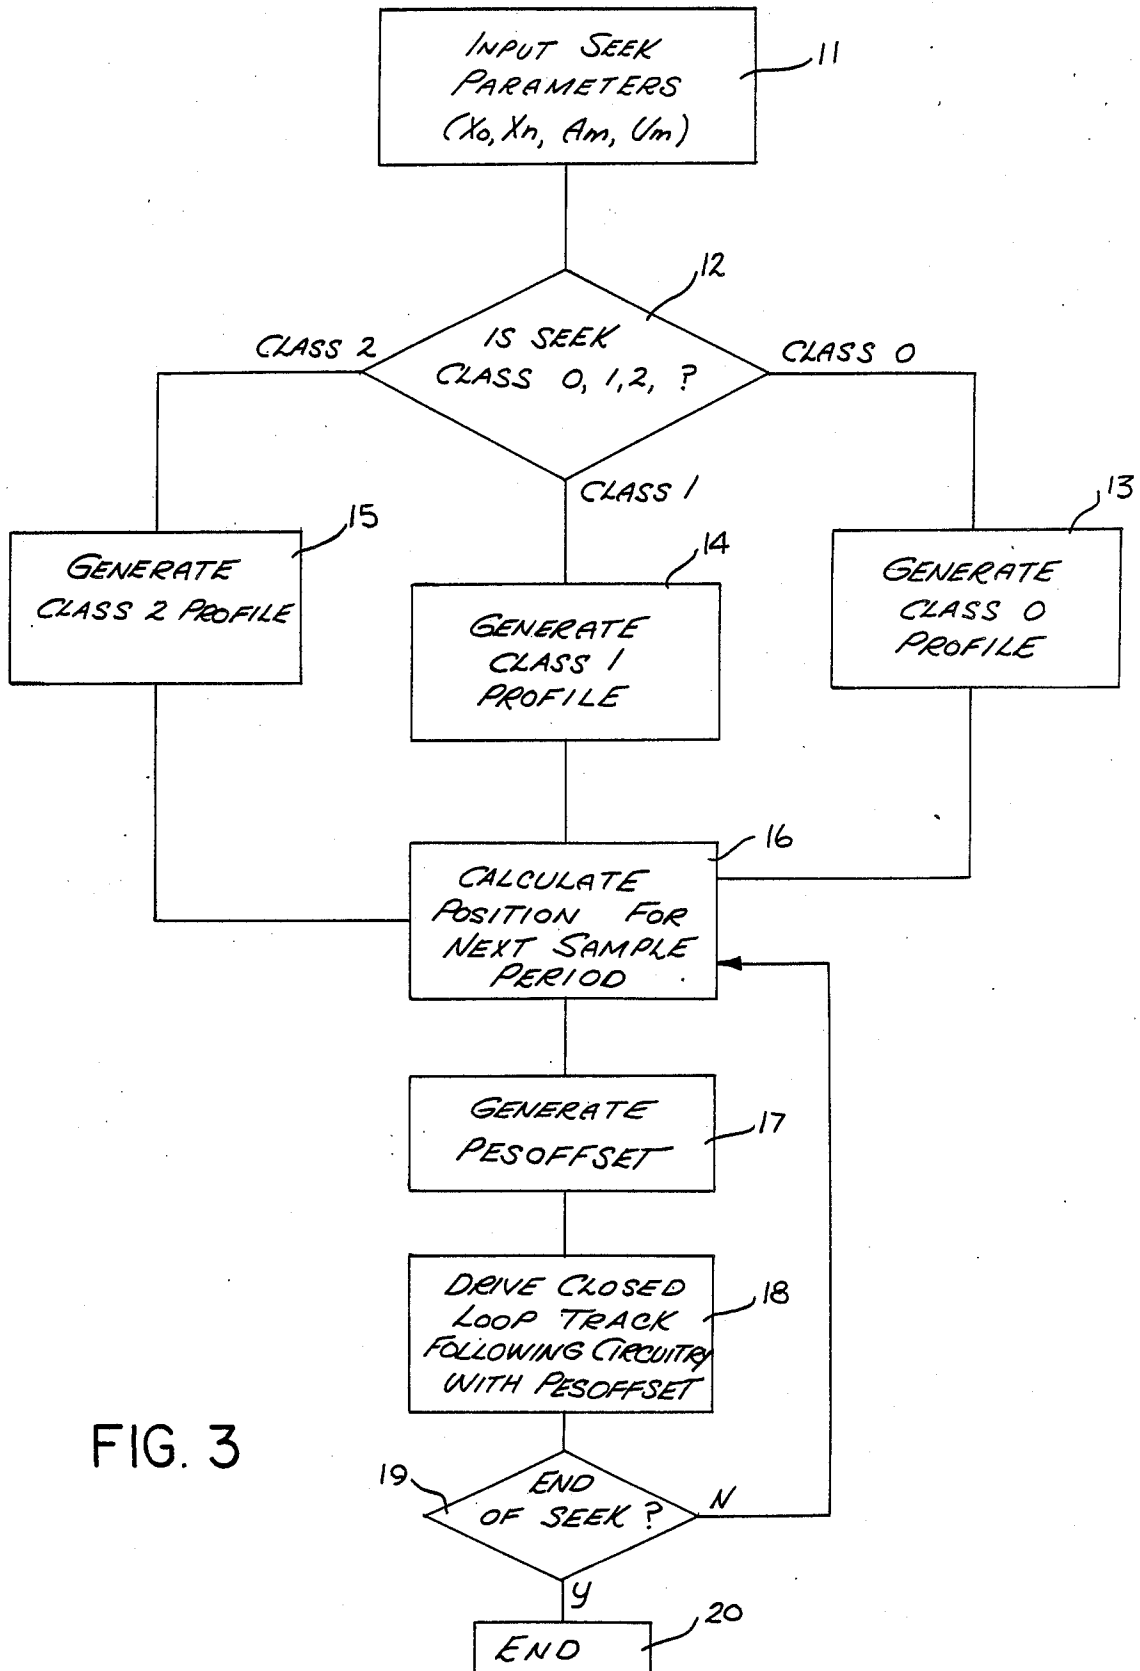 INPUT SEEK
PARAMETERS
(Xo, Xn, Am, Um)
11
12
IS SEEK
CLASS 0, 1,2, ?
CLASS 2
CLASS 0
CLASS 1
15
GENERATE
CLASS 2 PROFILE
14
GENERATE
CLASS 1
PROFILE
13
GENERATE
CLASS 0
PROFILE
16
CALCULATE
POSITION FOR
NEXT SAMPLE
PERIOD
GENERATE
PESOFFSET
17
DRIVE CLOSED
LOOP TRACK
FOLLOWING CIRCUITRY
WITH PESOFFSET
18
FIG. 3
19
END
OF SEEK?
N
Y
20
END